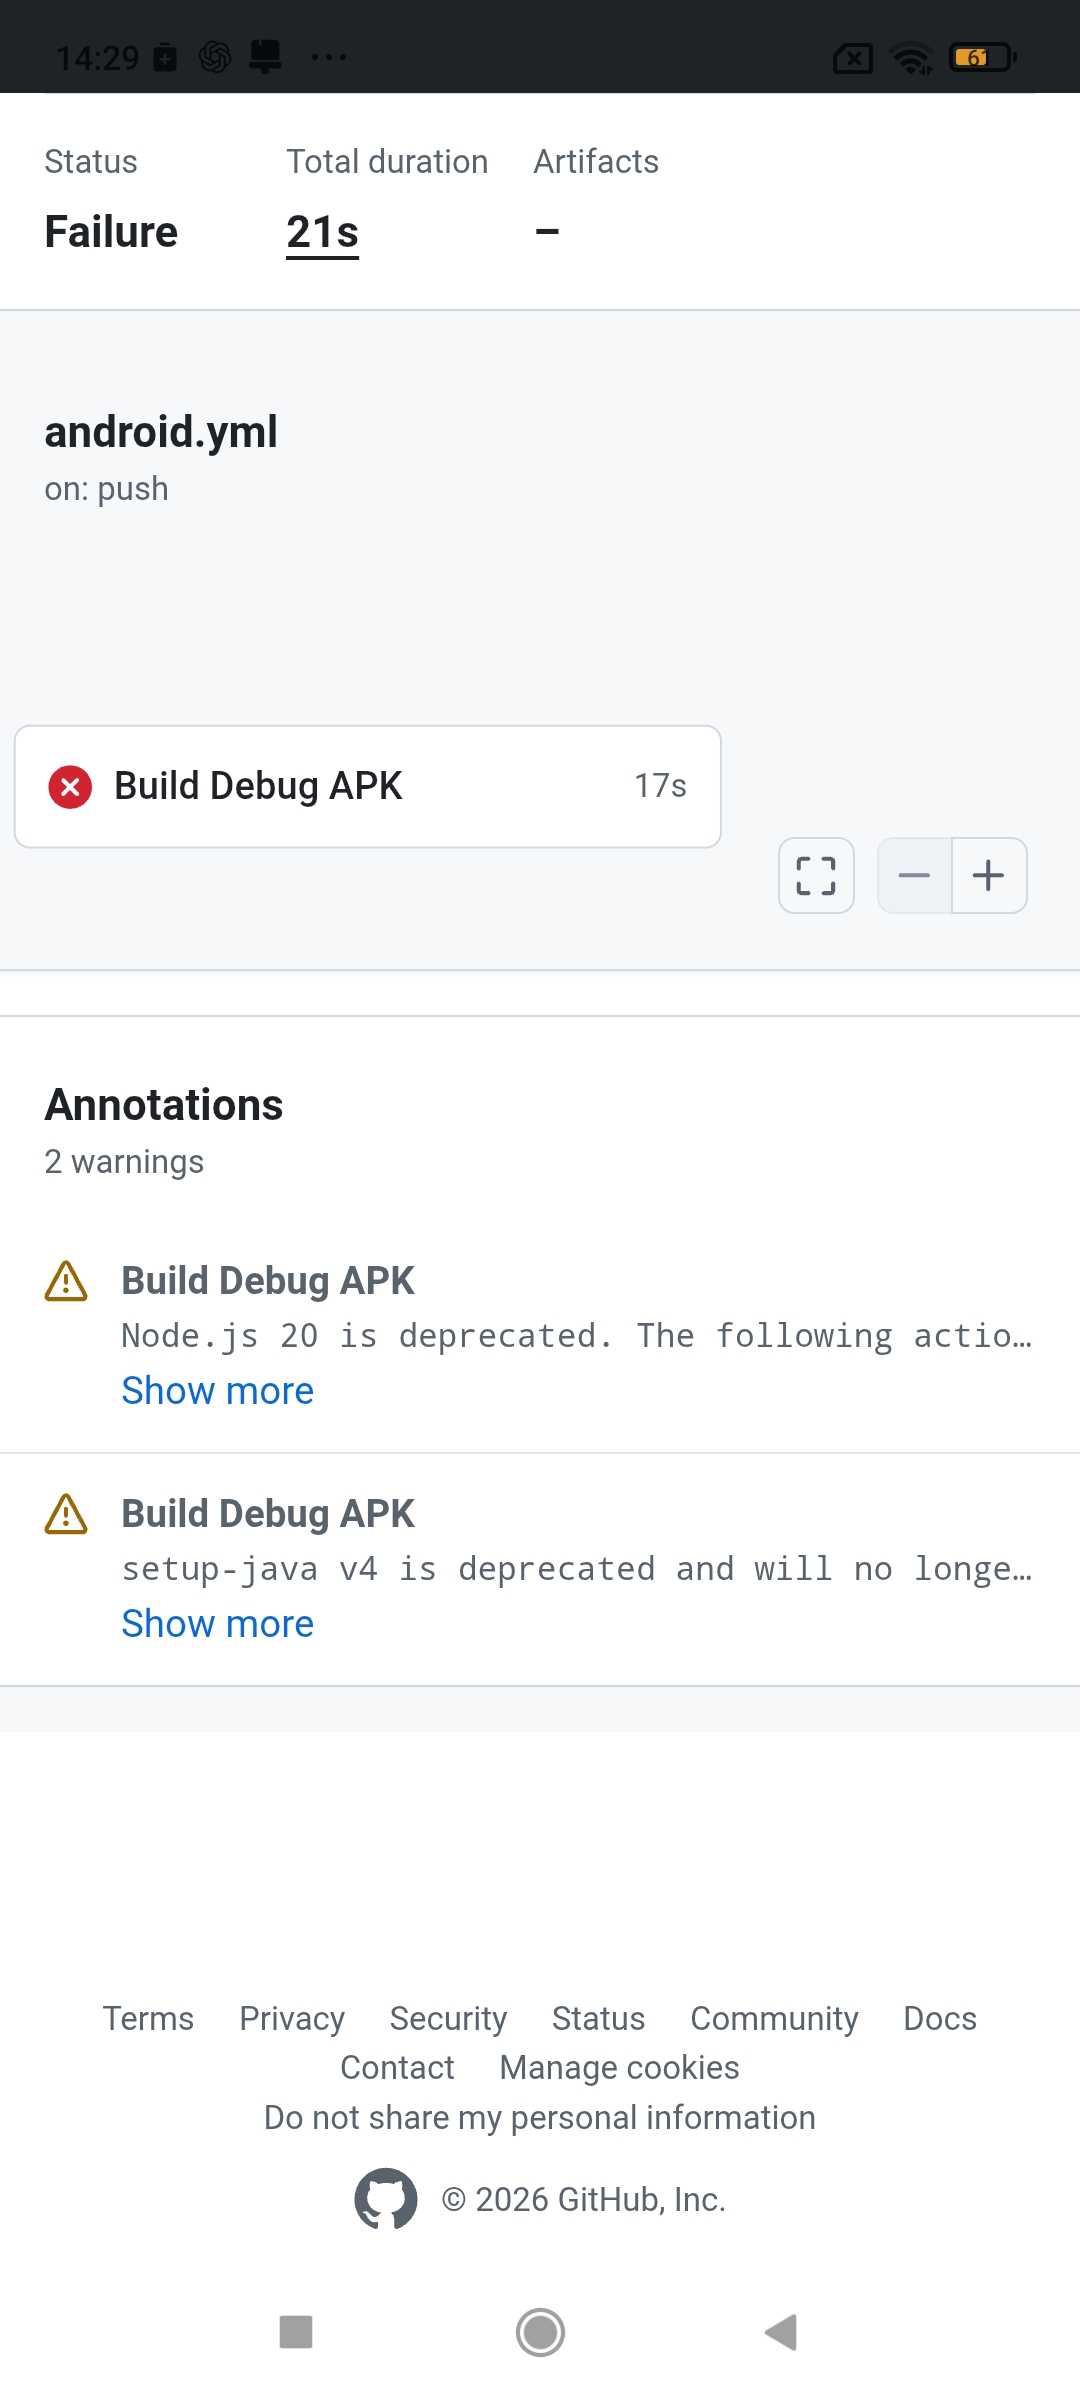 14:29 ... 61
Status Total duration Artifacts
Failure 21s –
android.yml
on: push
Build Debug APK 17s
Annotations
2 warnings
Build Debug APK
Node.js 20 is deprecated. The following actio…
Show more
Build Debug APK
setup-java v4 is deprecated and will no longe…
Show more
Terms Privacy Security Status Community Docs
Contact Manage cookies
Do not share my personal information
© 2026 GitHub, Inc.